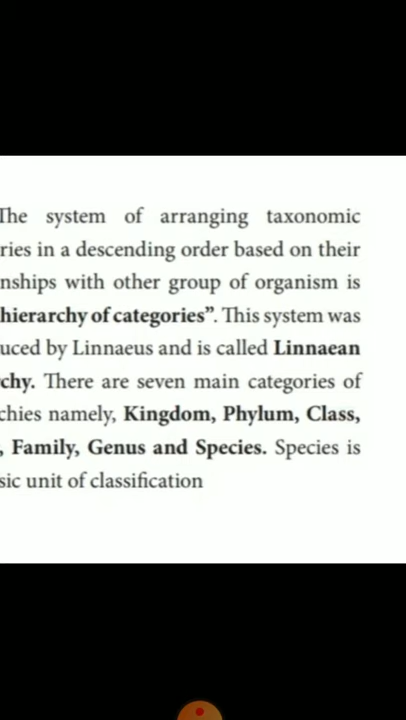 The system of arranging taxonomic
ries in a descending order based on their
nships with other group of organism is
hierarchy of categories”. This system was
uced by Linnaeus and is called Linnaean
chy. There are seven main categories of
chies namely, Kingdom, Phylum, Class,
, Family, Genus and Species. Species is
sic unit of classification